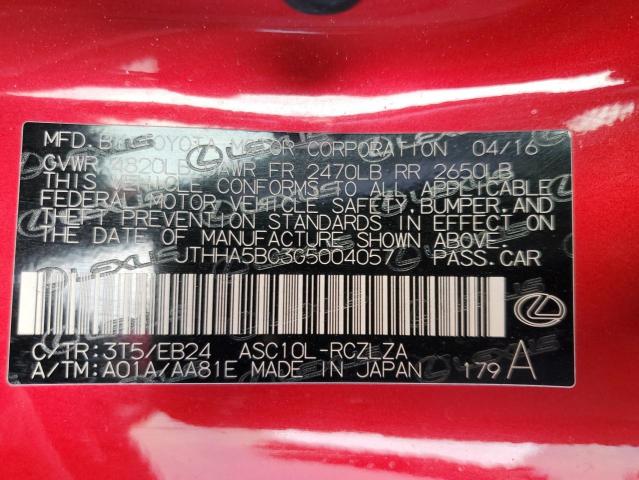 MFD. BY TOYOTA MOTOR CORPORATION 04/16
GVWR 4820LB GAWR FR 2470LB RR 2650LB
THIS VEHICLE CONFORMS TO ALL APPLICABLE
FEDERAL MOTOR VEHICLE SAFETY, BUMPER, AND
THEFT PREVENTION STANDARDS IN EFFECT ON
THE DATE OF MANUFACTURE SHOWN ABOVE.
JTHHA5BC3G5004057 PASS.CAR
C/TR:3T5/EB24 ASC10L-RCZLZA
A/TM:A01A/AA81E MADE IN JAPAN 179 A